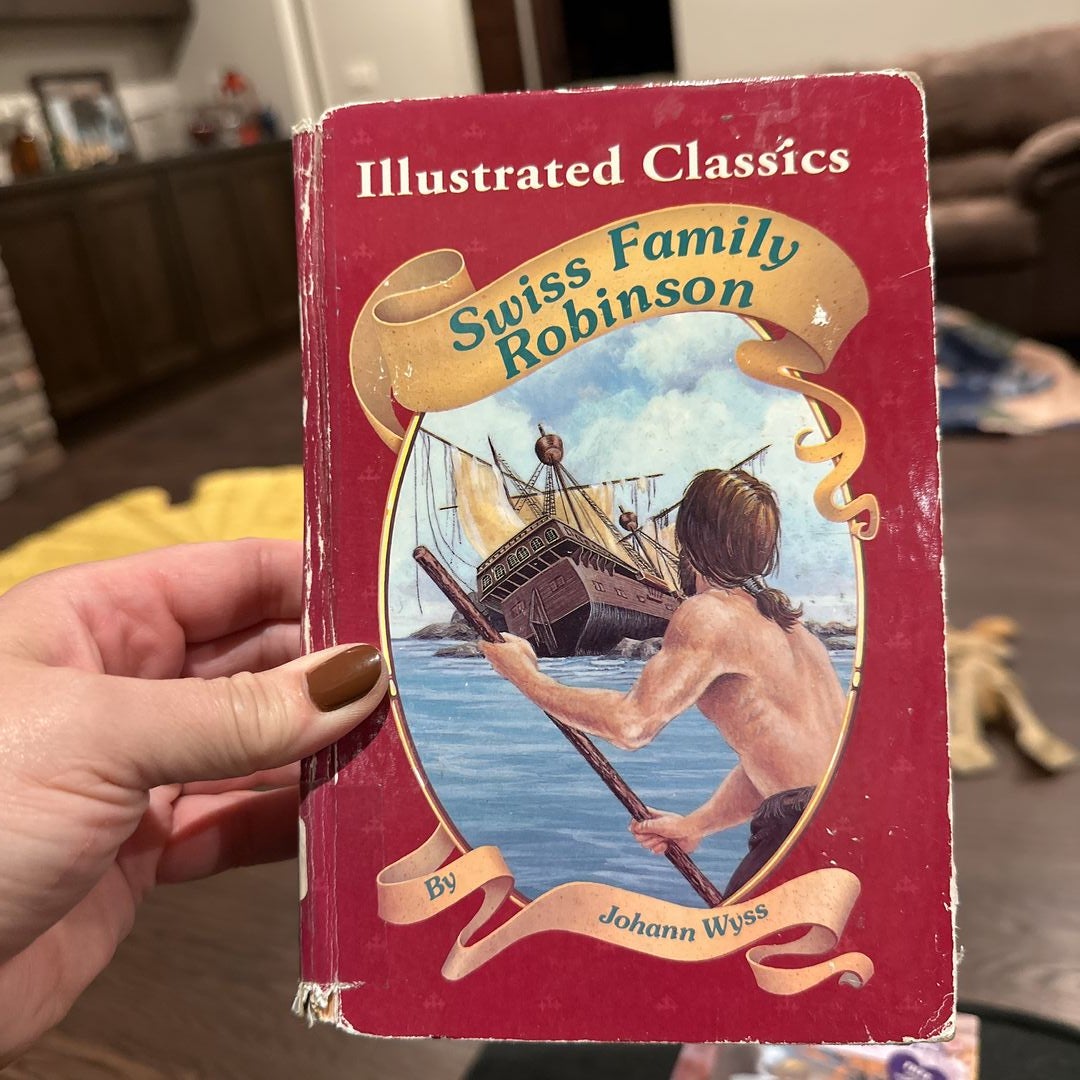 Illustrated Classics
Swiss Family
Robinson
By
Johann Wyss